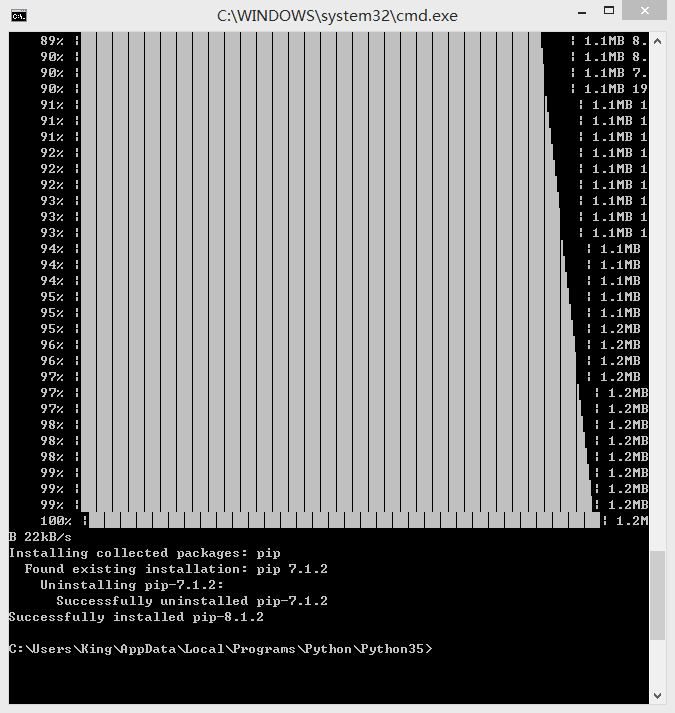 C:\WINDOWS\system32\cmd.exe
89% | 1.1MB 8.
90% | 1.1MB 8.
90% | 1.1MB 7.
90% | 1.1MB 19
91% | 1.1MB 1
91% | 1.1MB 1
91% | 1.1MB 1
92% | 1.1MB 1
92% | 1.1MB 1
92% | 1.1MB 1
93% | 1.1MB 1
93% | 1.1MB 1
93% | 1.1MB 1
94% | 1.1MB
94% | 1.1MB
94% | 1.1MB
95% | 1.1MB
95% | 1.1MB
95% | 1.2MB
96% | 1.2MB
96% | 1.2MB
97% | 1.2MB
97% | 1.2MB
97% | 1.2MB
98% | 1.2MB
98% | 1.2MB
98% | 1.2MB
99% | 1.2MB
99% | 1.2MB
99% | 1.2MB
100% | 1.2M
B 22kB/s
Installing collected packages: pip
Found existing installation: pip 7.1.2
Uninstalling pip-7.1.2:
Successfully uninstalled pip-7.1.2
Successfully installed pip-8.1.2
C:\Users\King\AppData\Local\Programs\Python\Python35>